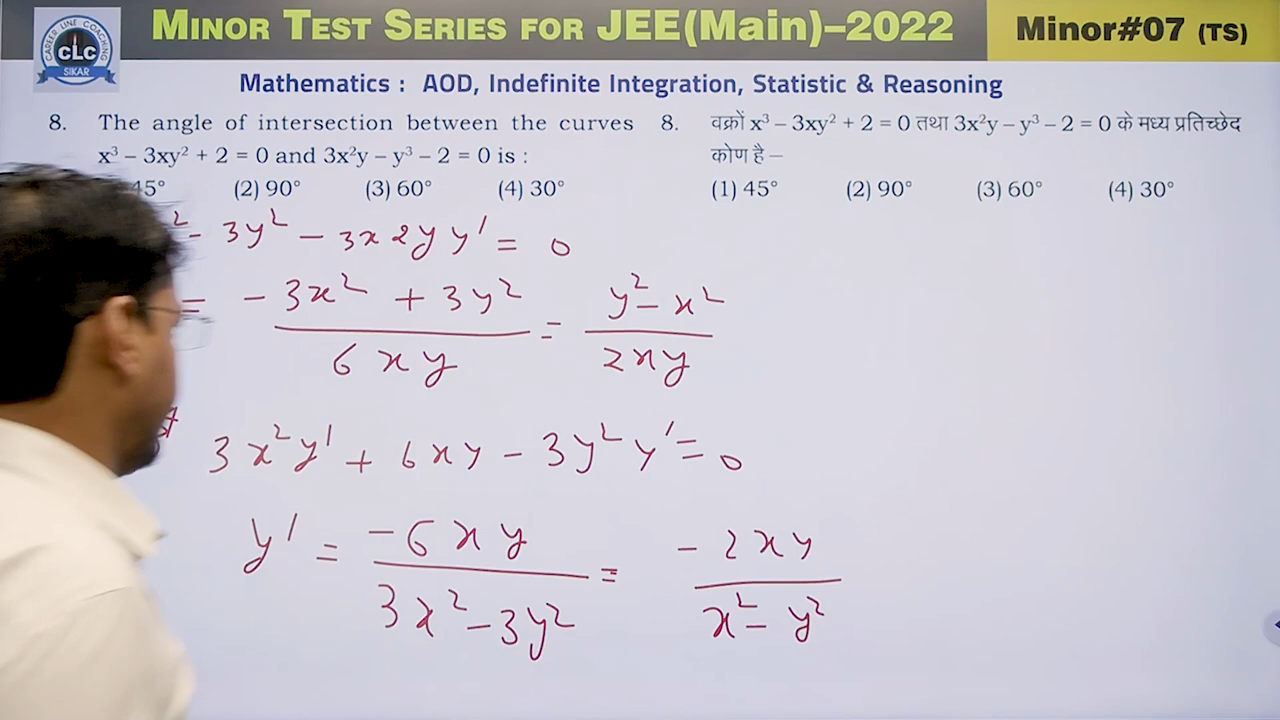 MINOR TEST SERIES FOR JEE(MAIN)–2022
Minor#07 (TS)
CAREER LINE COACHING
CLC
SIKAR
Mathematics : AOD, Indefinite Integration, Statistic & Reasoning
8. The angle of intersection between the curves
x³ – 3xy² + 2 = 0 and 3x²y – y³ – 2 = 0 is :
45° (2) 90° (3) 60° (4) 30°
8. वक्रों x³ – 3xy² + 2 = 0 तथा 3x²y – y³ – 2 = 0 के मध्य प्रतिच्छेद
कोण है –
(1) 45° (2) 90° (3) 60° (4) 30°
² - 3y² - 3x 2y y' = 0
= (-3x² + 3y²)/(6xy) = (y² - x²)/(2xy)
3x²y' + 6xy - 3y² y' = 0
y' = (-6xy)/(3x² - 3y²) = (-2xy)/(x² - y²)